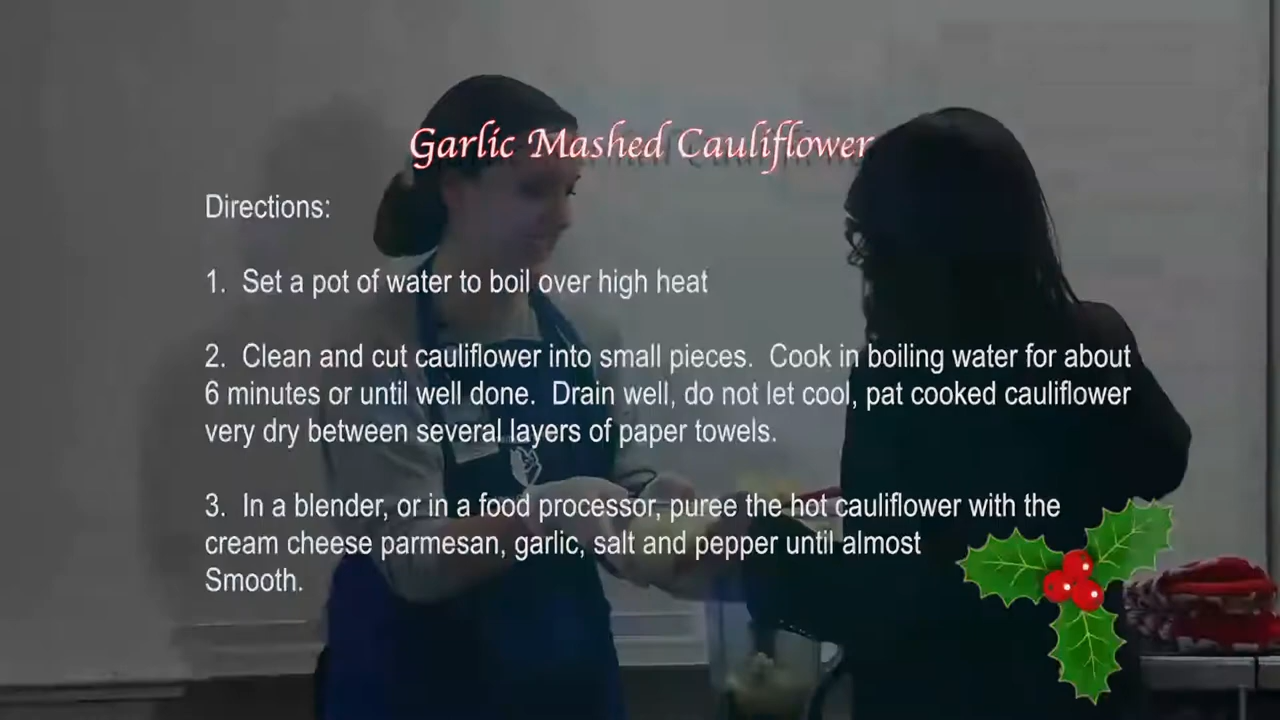 Garlic Mashed Cauliflower
Directions:
1. Set a pot of water to boil over high heat
2. Clean and cut cauliflower into small pieces. Cook in boiling water for about
6 minutes or until well done. Drain well, do not let cool, pat cooked cauliflower
very dry between several layers of paper towels.
3. In a blender, or in a food processor, puree the hot cauliflower with the
cream cheese parmesan, garlic, salt and pepper until almost
Smooth.